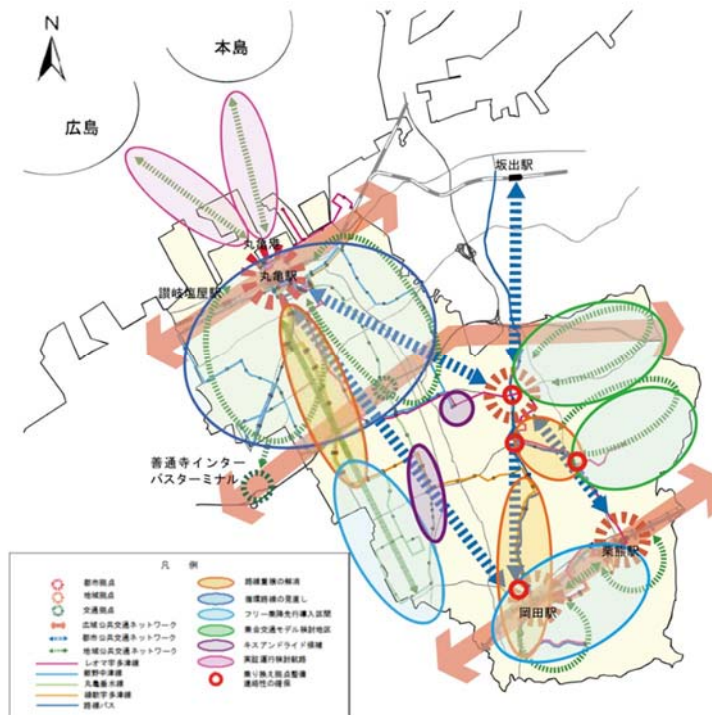 N
本島
広島
坂出駅
丸亀港
丸亀駅
讃岐塩屋駅
善通寺インター
バスターミナル
栗熊駅
岡田駅
凡 例
都市拠点
地域拠点
交通拠点
広域公共交通ネットワーク
都市公共交通ネットワーク
地域公共交通ネットワーク
レオマ宇多津線
飯野中津線
丸亀垂水線
綾歌宇多津線
路線バス
路線重複の解消
循環路線の見直し
フリー乗降先行導入区間
乗合交通モデル検討地区
キスアンドライド候補
実証運行検討航路
乗り換え拠点整備
連絡性の確保